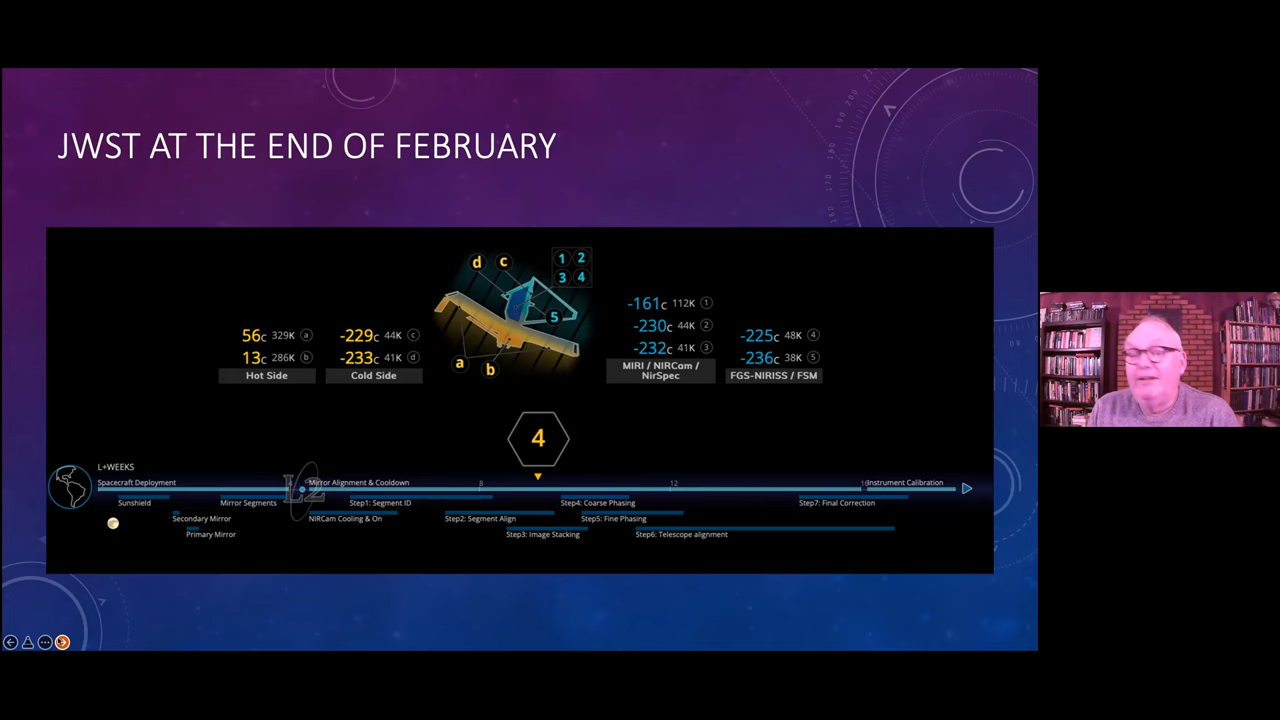 JWST AT THE END OF FEBRUARY
d c 1 2
3 4
5
a b
56c 329K a
13c 286K b
Hot Side
-229c 44K c
-233c 41K d
Cold Side
-161c 112K 1
-230c 44K 2
-232c 41K 3
MIRI / NIRCam /
NirSpec
-225c 48K 4
-236c 38K 5
FGS-NIRISS / FSM
4
L+WEEKS
Spacecraft Deployment
L2
Mirror Alignment & Cooldown
8
12
Instrument Calibration
Sunshield
Mirror Segments
Step1: Segment ID
Step4: Coarse Phasing
Step7: Final Correction
Secondary Mirror
NIRCam Cooling & On
Step2: Segment Align
Step5: Fine Phasing
Primary Mirror
Step3: Image Stacking
Step6: Telescope alignment